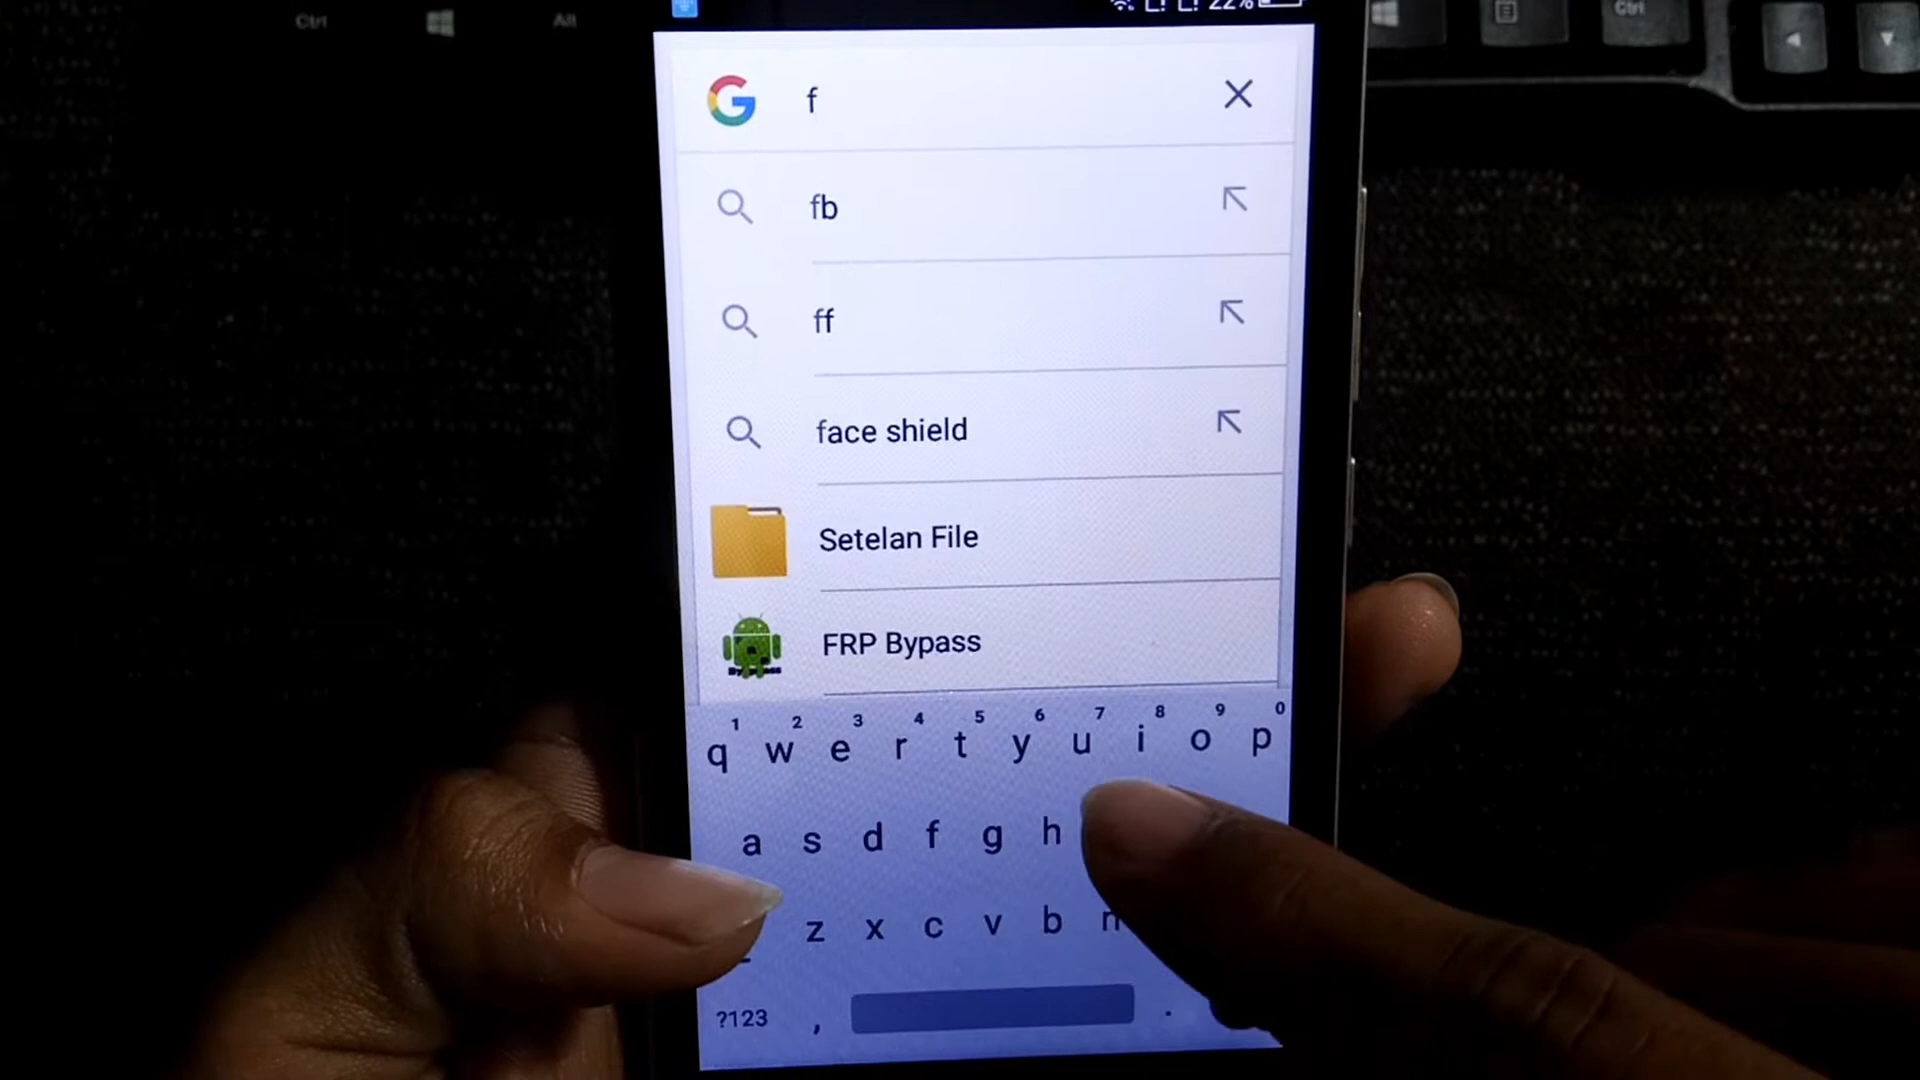 Ctrl
Alt
22%
Ctrl
f
fb
ff
face shield
Setelan File
FRP Bypass
1 2 3 4 5 6 7 8 9 0
q w e r t y u i o p
a s d f g h
z x c v b n
?123 , .